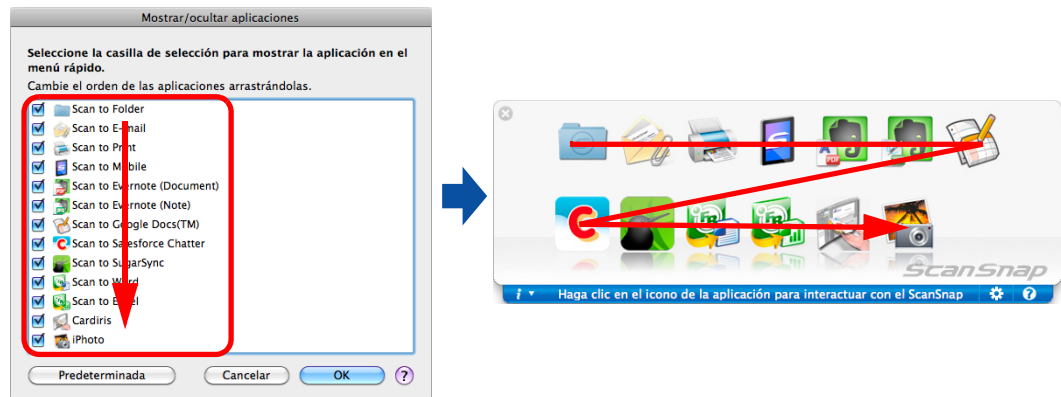 Mostrar/ocultar aplicaciones
Seleccione la casilla de selección para mostrar la aplicación en el
menú rápido.
Cambie el orden de las aplicaciones arrastrándolas.
Scan to Folder
Scan to E-mail
Scan to Print
Scan to Mobile
Scan to Evernote (Document)
Scan to Evernote (Note)
Scan to Google Docs(TM)
Scan to Salesforce Chatter
Scan to SugarSync
Scan to Word
Scan to Excel
Cardiris
iPhoto
Predeterminada
Cancelar
OK
?
PDF
C
ScanSnap
i
Haga clic en el icono de la aplicación para interactuar con el ScanSnap
?